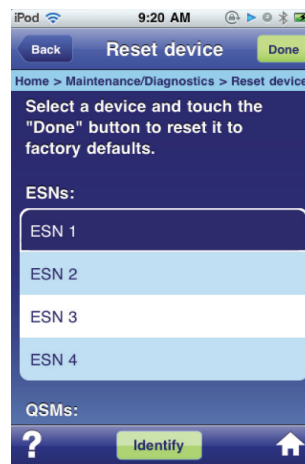 iPod 9:20 AM
Back Reset device Done
Home > Maintenance/Diagnostics > Reset device
Select a device and touch the
"Done" button to reset it to
factory defaults.
ESNs:
ESN 1
ESN 2
ESN 3
ESN 4
QSMs:
? Identify